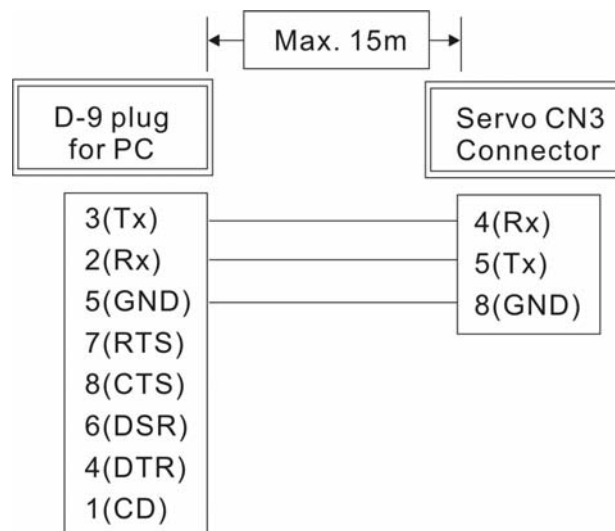 Max. 15m
D-9 plug
for PC
Servo CN3
Connector
3(Tx)
2(Rx)
5(GND)
7(RTS)
8(CTS)
6(DSR)
4(DTR)
1(CD)
4(Rx)
5(Tx)
8(GND)